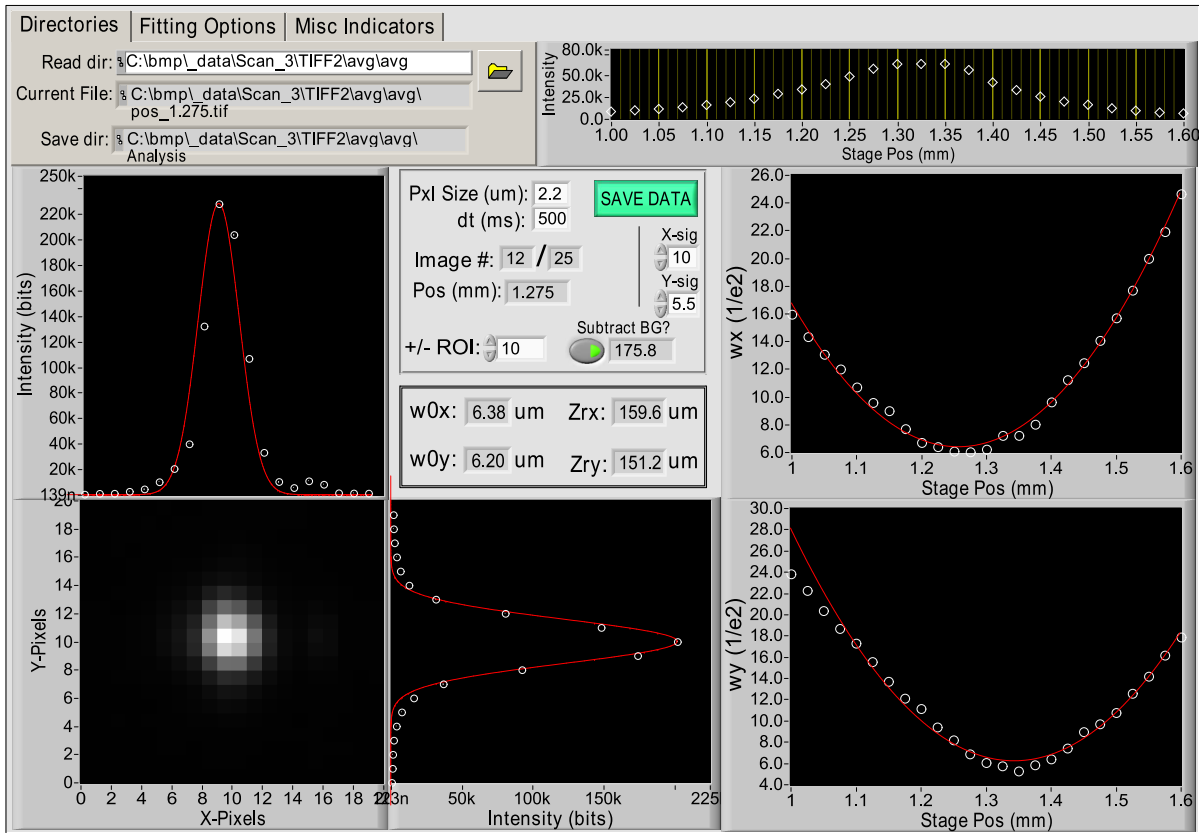 Directories Fitting Options Misc Indicators
Read dir: C:\bmp\_data\Scan_3\TIFF2\avg\avg
Current File: C:\bmp\_data\Scan_3\TIFF2\avg\avg\
pos_1.275.tif
Save dir: C:\bmp\_data\Scan_3\TIFF2\avg\avg\
Analysis
Intensity
80.0k
50.0k
25.0k
0.0
1.00 1.05 1.10 1.15 1.20 1.25 1.30 1.35 1.40 1.45 1.50 1.55 1.60
Stage Pos (mm)
Intensity (bits)
250k
220k
200k
180k
160k
140k
120k
100k
80k
60k
40k
20k
139n
Pxl Size (um): 2.2
dt (ms): 500
SAVE DATA
Image #: 12 / 25
Pos (mm): 1.275
X-sig
10
Y-sig
5.5
+/- ROI: 10
Subtract BG?
175.8
w0x: 6.38 um Zrx: 159.6 um
w0y: 6.20 um Zry: 151.2 um
wx (1/e2)
26.0
24.0
22.0
20.0
18.0
16.0
14.0
12.0
10.0
8.0
6.0
1 1.1 1.2 1.3 1.4 1.5 1.6
Stage Pos (mm)
Y-Pixels
20
18
16
14
12
10
8
6
4
2
0
0 2 4 6 8 10 12 14 16 18
X-Pixels
223n 50k 100k 150k 225
Intensity (bits)
wy (1/e2)
30.0
28.0
26.0
24.0
22.0
20.0
18.0
16.0
14.0
12.0
10.0
8.0
6.0
4.0
1 1.1 1.2 1.3 1.4 1.5 1.6
Stage Pos (mm)